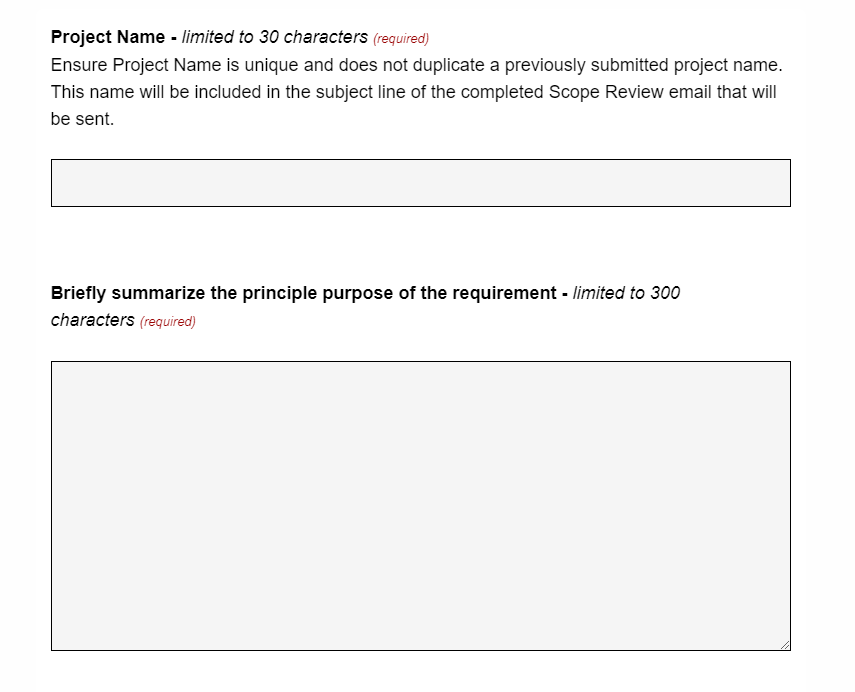 Project Name - limited to 30 characters (required)
Ensure Project Name is unique and does not duplicate a previously submitted project name.
This name will be included in the subject line of the completed Scope Review email that will
be sent.
Briefly summarize the principle purpose of the requirement - limited to 300
characters (required)